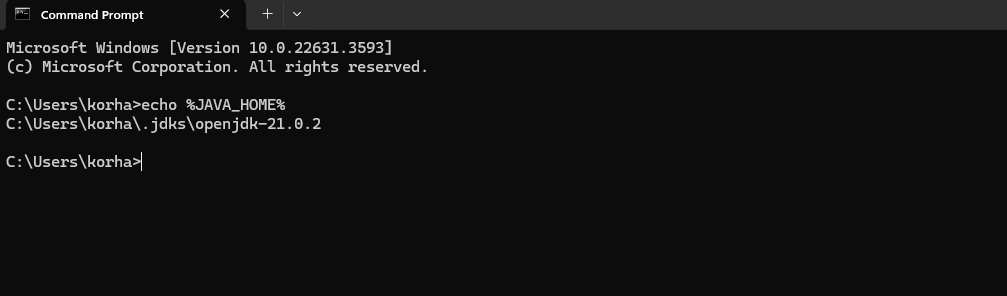 Command Prompt
Microsoft Windows [Version 10.0.22631.3593]
(c) Microsoft Corporation. All rights reserved.
C:\Users\korha>echo %JAVA_HOME%
C:\Users\korha\.jdks\openjdk-21.0.2
C:\Users\korha>